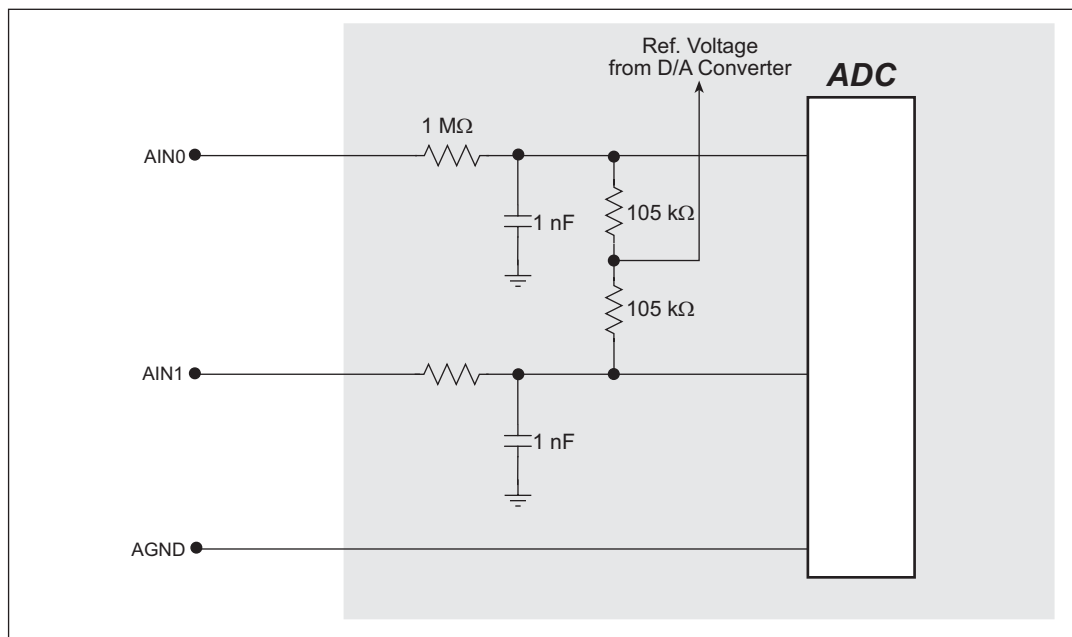 Ref. Voltage
from D/A Converter
ADC
1 MΩ
AIN0
105 kΩ
1 nF
105 kΩ
AIN1
1 nF
AGND